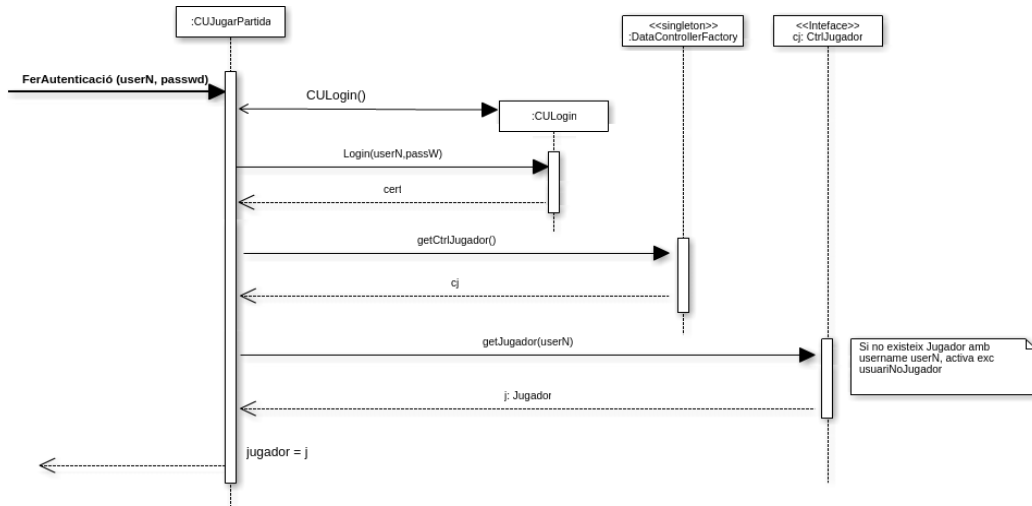 :CUJugarPartida
<<singleton>>
:DataControllerFactory
<<Inteface>>
cj: CtrlJugador
FerAutenticació (userN, passwd)
CULogin()
:CULogin
Login(userN,passW)
cert
getCtrlJugador()
cj
getJugador(userN)
Si no existeix Jugador amb
username userN, activa exc
usuariNoJugador
j: Jugador
jugador = j